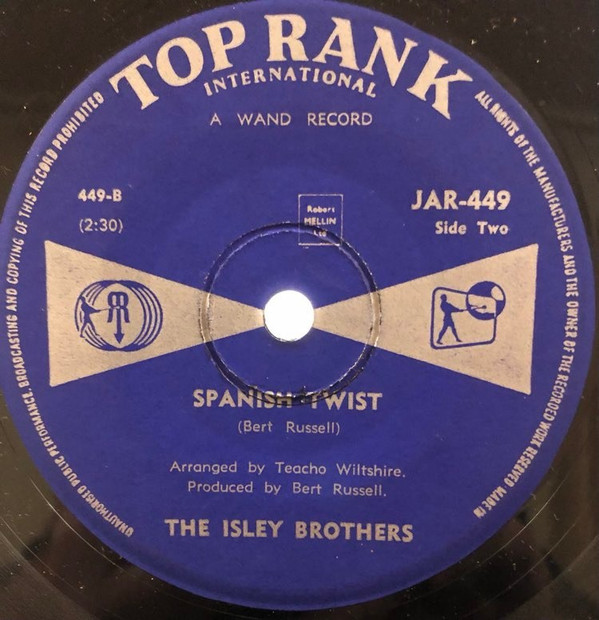 TOP RANK
INTERNATIONAL
A WAND RECORD
449-B
(2:30)
Robert
MELLIN
Ltd
JAR-449
Side Two
SPANISH TWIST
(Bert Russell)
Arranged by Teacho Wiltshire.
Produced by Bert Russell.
THE ISLEY BROTHERS
UNAUTHORISED PUBLIC PERFORMANCE, BROADCASTING AND COPYING OF THIS RECORD PROHIBITED
ALL RIGHTS OF THE MANUFACTURERS AND THE OWNER OF THE RECORDED WORK RESERVED MADE IN